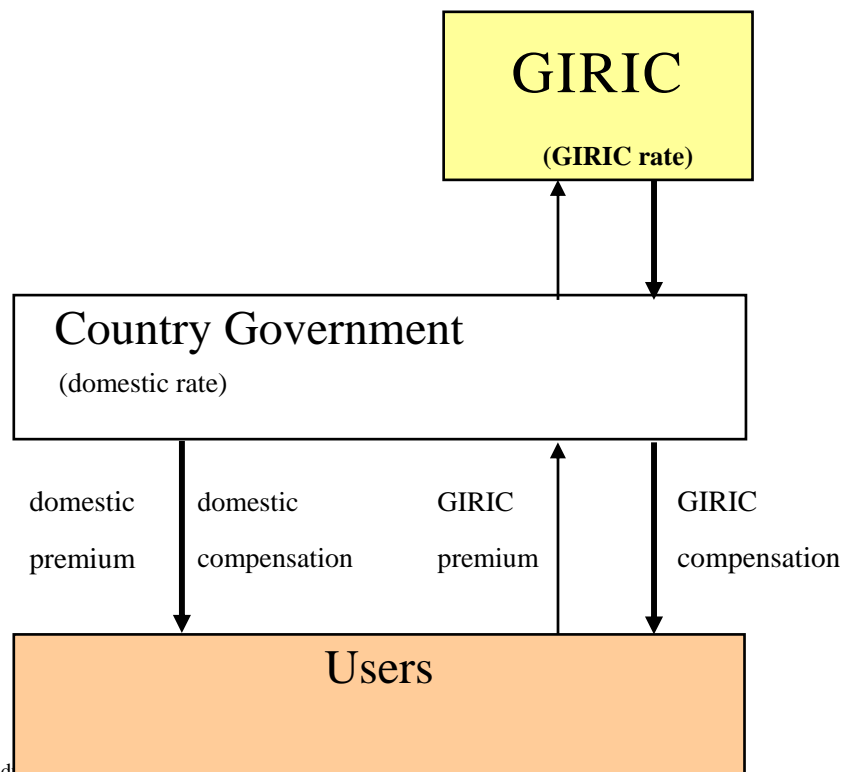 GIRIC
(GIRIC rate)
Country Government
(domestic rate)
domestic domestic GIRIC GIRIC
premium compensation premium compensation
Users